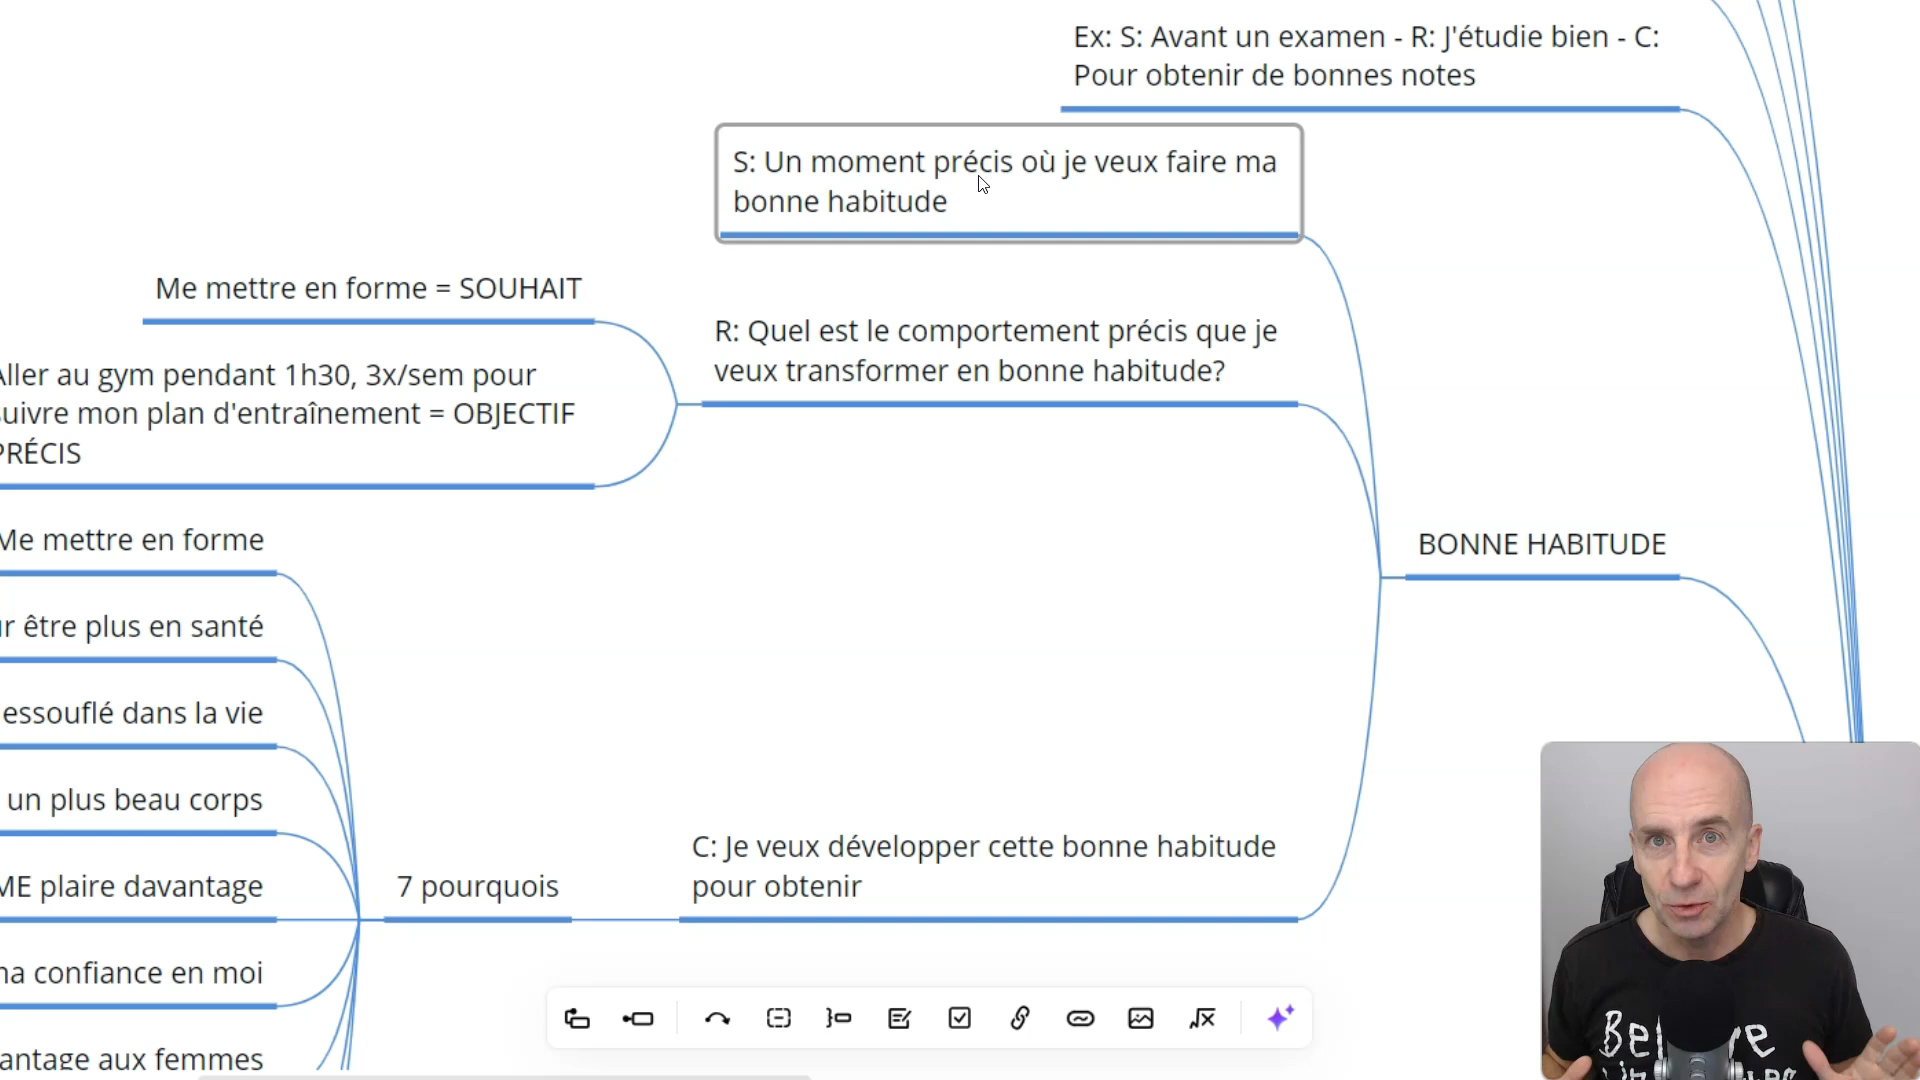 Ex: S: Avant un examen - R: J'étudie bien - C:
Pour obtenir de bonnes notes
S: Un moment précis où je veux faire ma
bonne habitude
Me mettre en forme = SOUHAIT
R: Quel est le comportement précis que je
veux transformer en bonne habitude?
Aller au gym pendant 1h30, 3x/sem pour
suivre mon plan d'entraînement = OBJECTIF
PRÉCIS
BONNE HABITUDE
Me mettre en forme
être plus en santé
essouflé dans la vie
un plus beau corps
ME plaire davantage
7 pourquois
C: Je veux développer cette bonne habitude
pour obtenir
confiance en moi
aux femmes